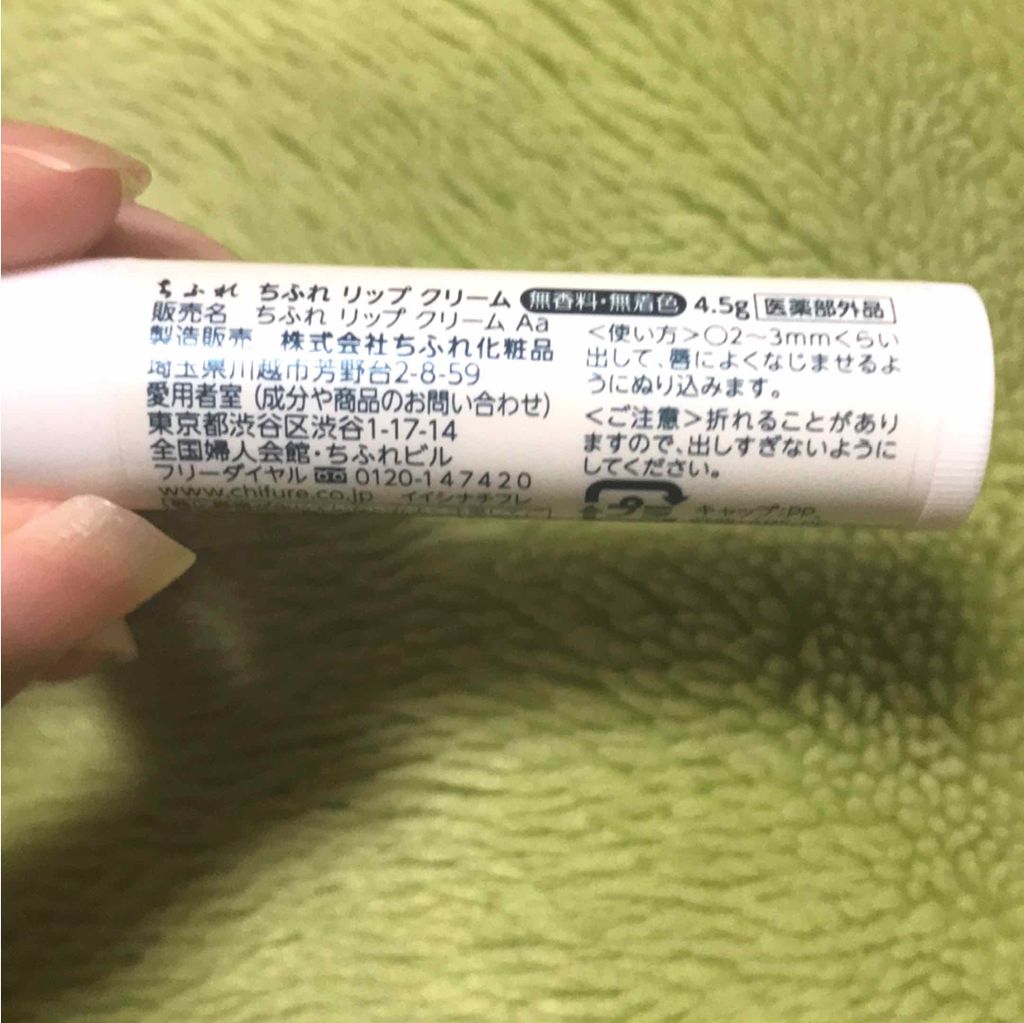 ちふれ ちふれ リップ クリーム 無香料・無着色 4.5g 医薬部外品
販売名 ちふれ リップ クリーム Aa
製造販売 株式会社ちふれ化粧品
埼玉県川越市芳野台2-8-59
愛用者室 (成分や商品のお問い合わせ)
東京都渋谷区渋谷1-17-14
全国婦人会館・ちふれビル
フリーダイヤル 0120-147420
www.chifure.co.jp イイシナチフレ
<使い方>○2〜3mmくらい
出して、唇によくなじませるよ
うにぬり込みます。
<ご注意>折れることがあり
ますので、出しすぎないように
してください。
キャップ:PP